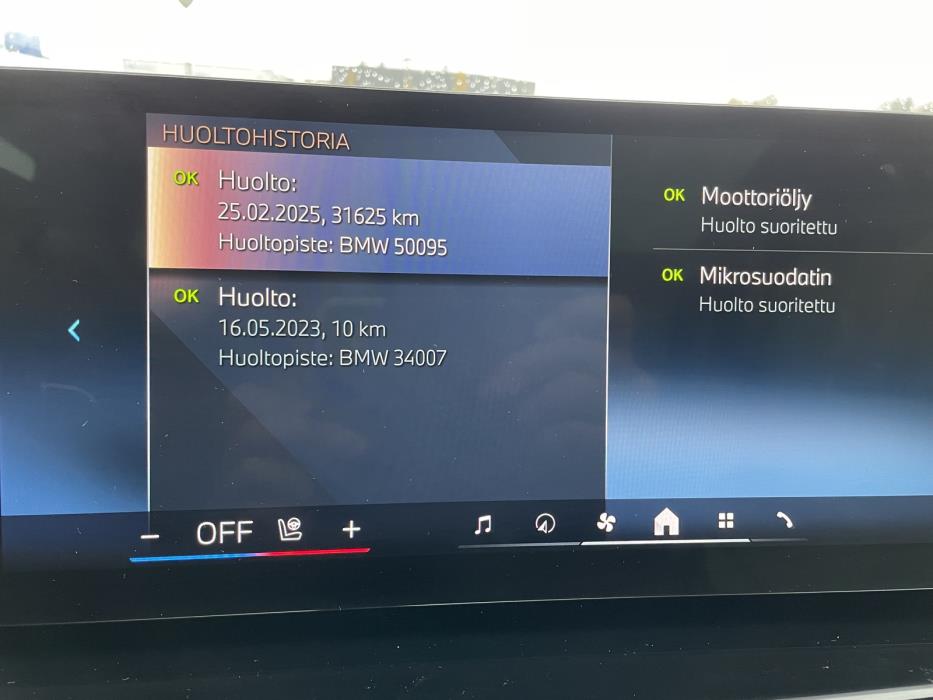 HUOLTOHISTORIA
OK Huolto:
25.02.2025, 31625 km
Huoltopiste: BMW 50095
OK Huolto:
16.05.2023, 10 km
Huoltopiste: BMW 34007
OK Moottoriöljy
Huolto suoritettu
OK Mikrosuodatin
Huolto suoritettu
− OFF +